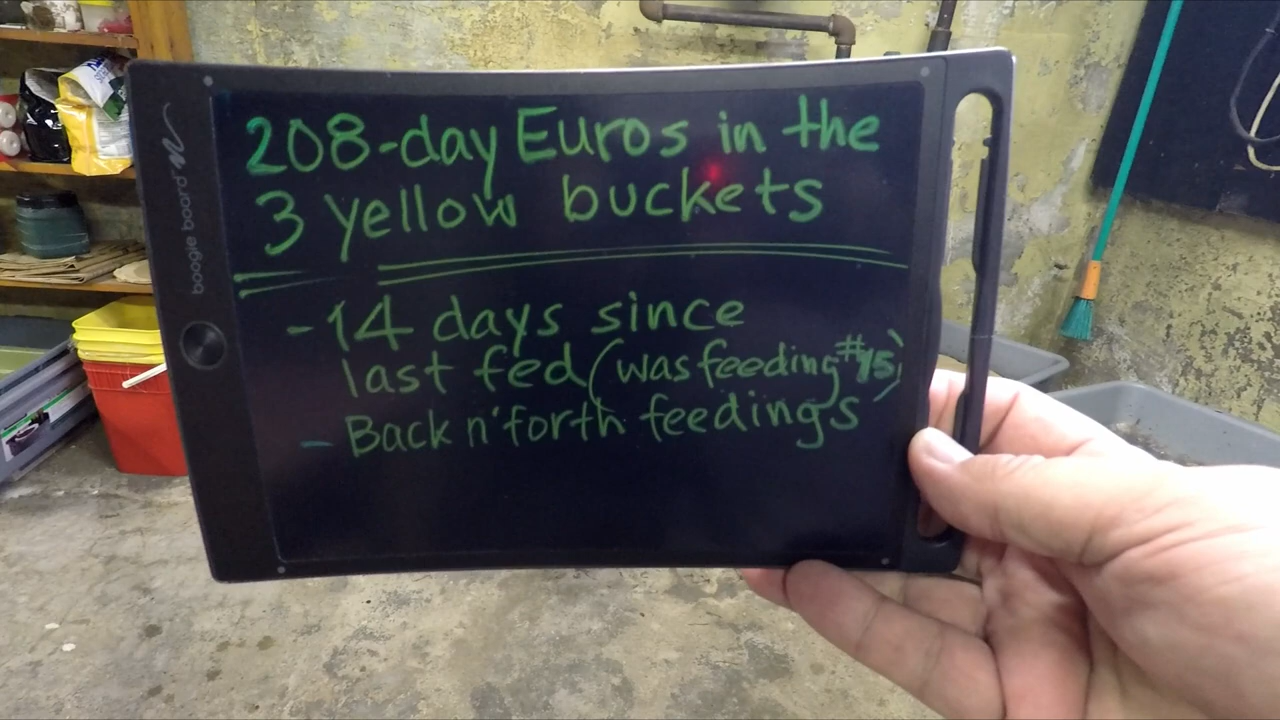 208-day Euros in the
3 yellow buckets
-14 days since
last fed (was feeding #15)
- Back n' forth feedings
boogie board